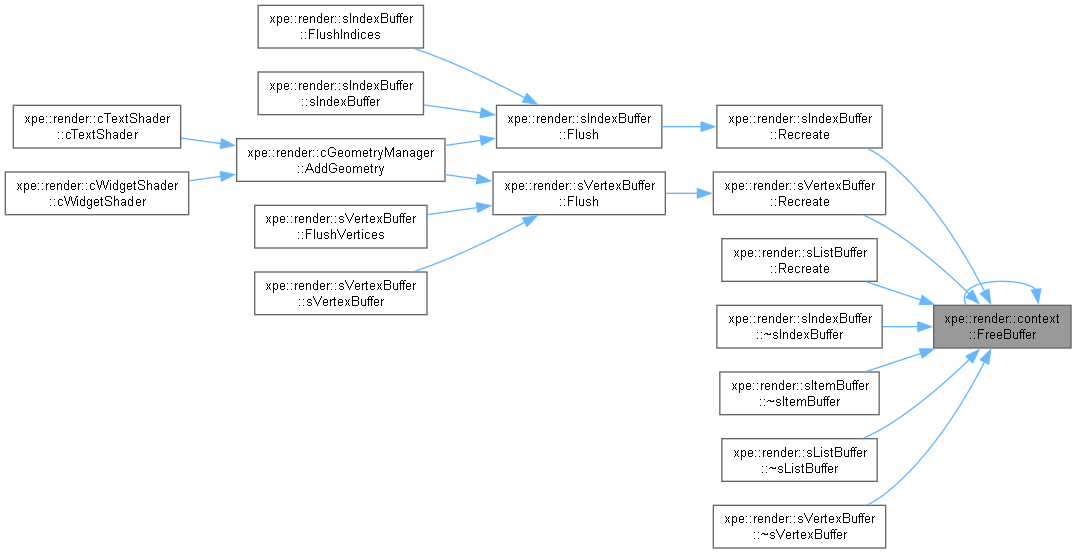 xpe::render::sIndexBuffer
::FlushIndices
xpe::render::sIndexBuffer
::sIndexBuffer
xpe::render::cTextShader
::cTextShader
xpe::render::sIndexBuffer
::Flush
xpe::render::sIndexBuffer
::Recreate
xpe::render::cGeometryManager
::AddGeometry
xpe::render::cWidgetShader
::cWidgetShader
xpe::render::sVertexBuffer
::Flush
xpe::render::sVertexBuffer
::Recreate
xpe::render::sVertexBuffer
::FlushVertices
xpe::render::sListBuffer
::Recreate
xpe::render::sVertexBuffer
::sVertexBuffer
xpe::render::sIndexBuffer
::~sIndexBuffer
xpe::render::context
::FreeBuffer
xpe::render::sItemBuffer
::~sItemBuffer
xpe::render::sListBuffer
::~sListBuffer
xpe::render::sVertexBuffer
::~sVertexBuffer